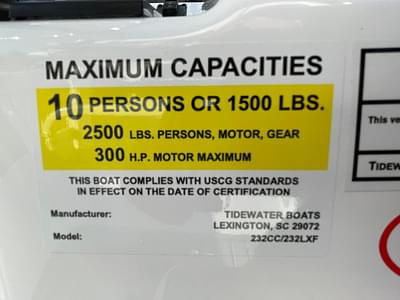 MAXIMUM CAPACITIES
10 PERSONS OR 1500 LBS.
2500 LBS. PERSONS, MOTOR, GEAR
300 H.P. MOTOR MAXIMUM
THIS BOAT COMPLIES WITH USCG STANDARDS
IN EFFECT ON THE DATE OF CERTIFICATION
Manufacturer: TIDEWATER BOATS
LEXINGTON, SC 29072
Model: 232CC/232LXF
This ve
TIDEW